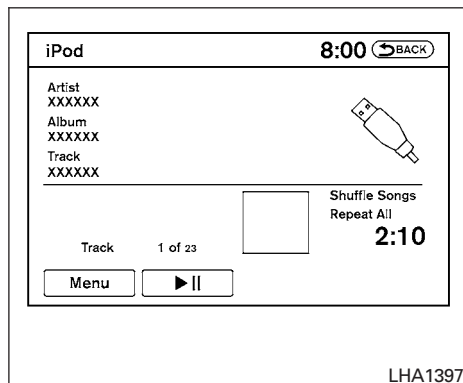 iPod 8:00 BACK
Artist
XXXXXX
Album
XXXXXX
Track
XXXXXX
Shuffle Songs
Repeat All
2:10
Track 1 of 23
Menu
LHA1397